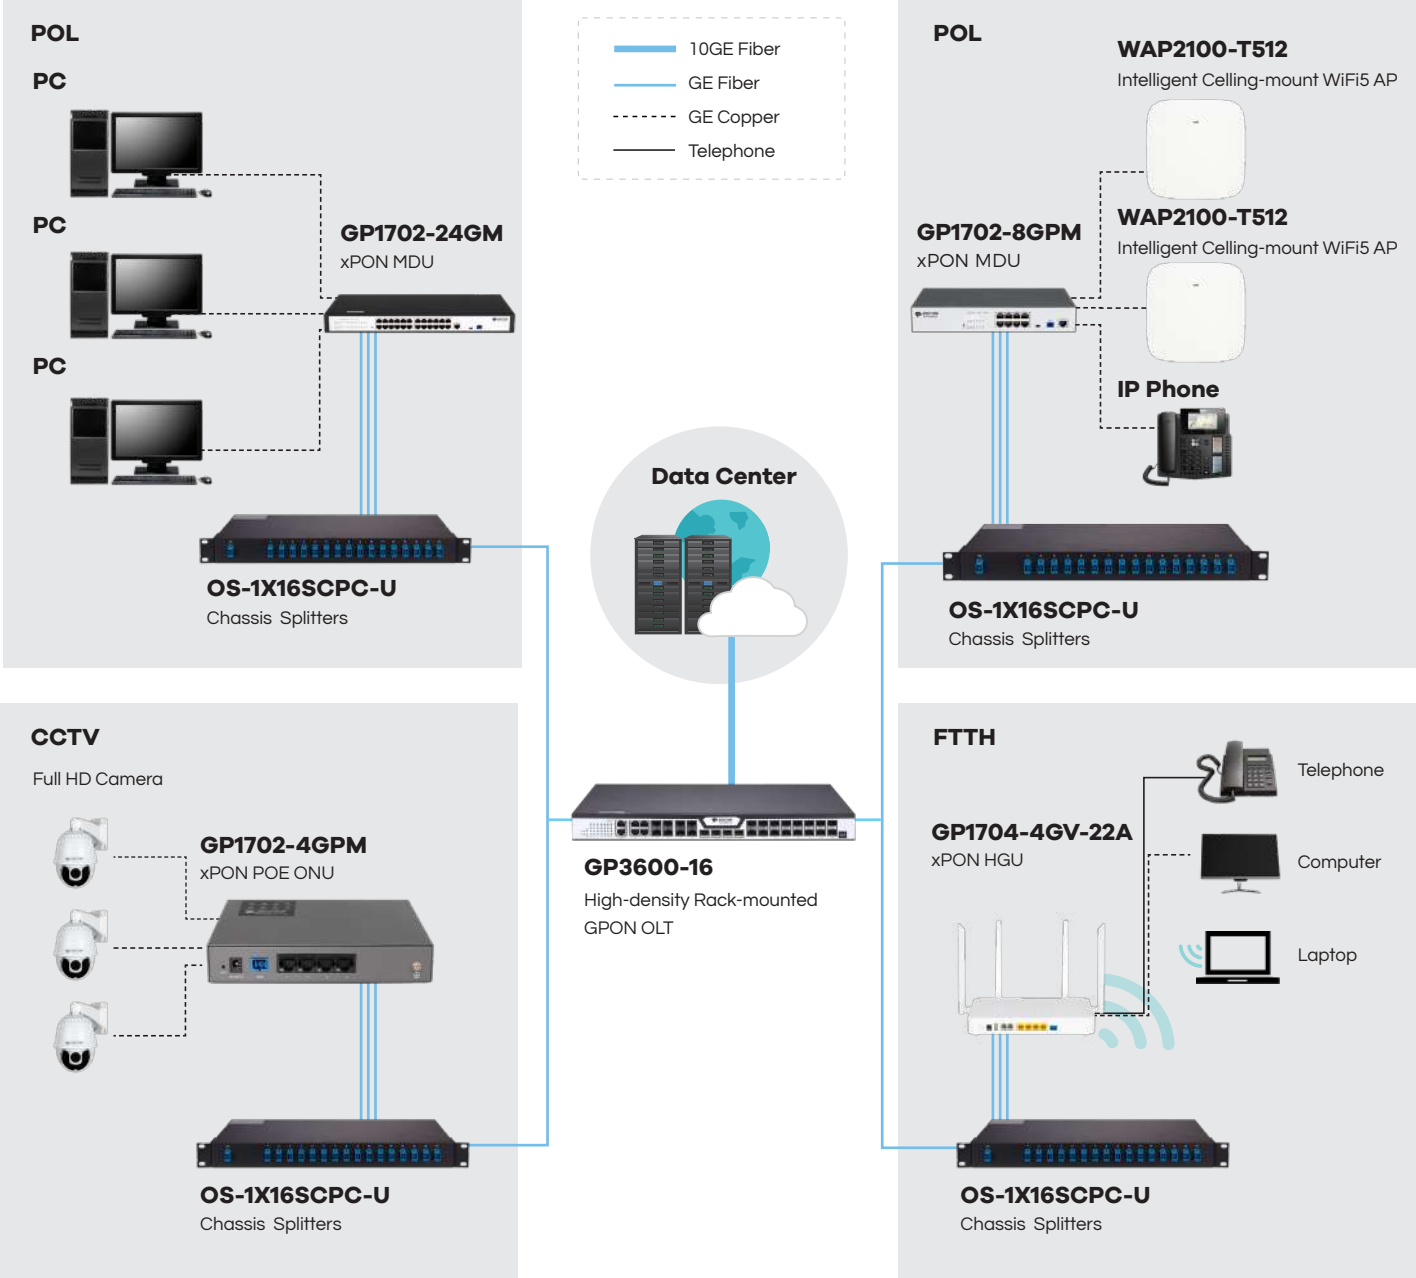 POL
PC
PC
GP1702-24GM
xPON MDU
PC
OS-1X16SCPC-U
Chassis Splitters
10GE Fiber
GE Fiber
GE Copper
Telephone
POL
WAP2100-T512
Intelligent Celling-mount WiFi5 AP
WAP2100-T512
Intelligent Celling-mount WiFi5 AP
GP1702-8GPM
xPON MDU
IP Phone
OS-1X16SCPC-U
Chassis Splitters
Data Center
GP3600-16
High-density Rack-mounted
GPON OLT
CCTV
Full HD Camera
GP1702-4GPM
xPON POE ONU
OS-1X16SCPC-U
Chassis Splitters
FTTH
Telephone
GP1704-4GV-22A
xPON HGU
Computer
Laptop
OS-1X16SCPC-U
Chassis Splitters